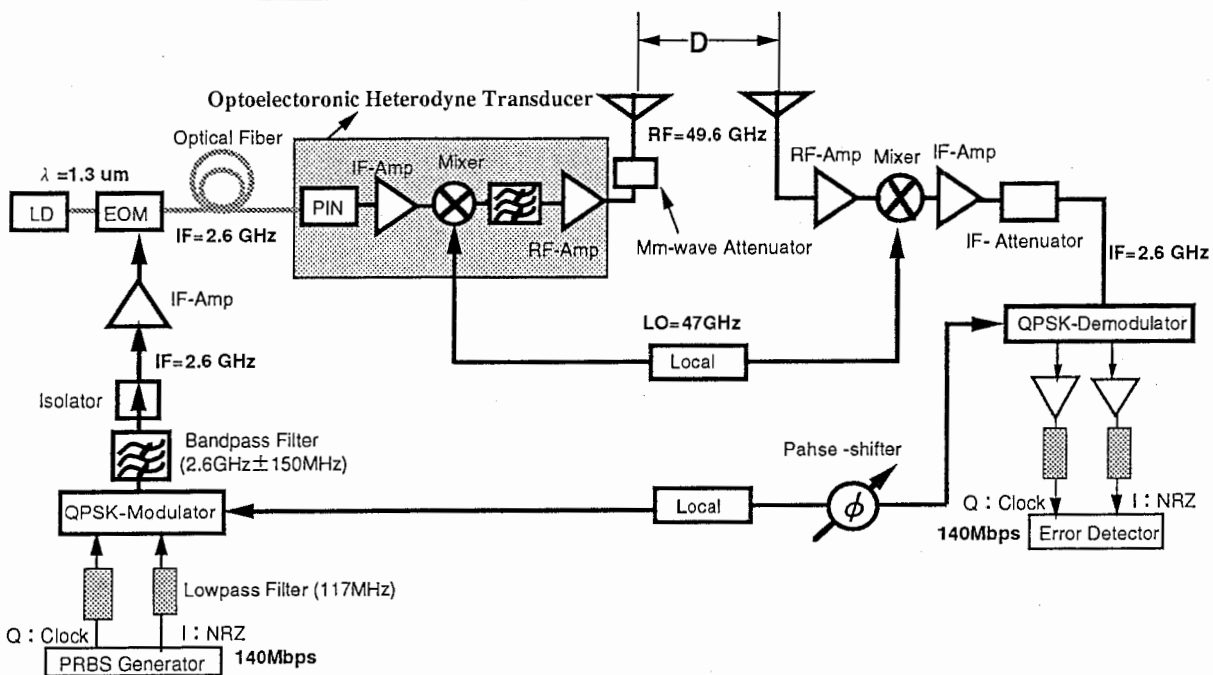 D
Optoelectoronic Heterodyne Transducer
Optical Fiber
RF=49.6 GHz
λ =1.3 um
LD
EOM
IF=2.6 GHz
PIN
IF-Amp
Mixer
RF-Amp
Mm-wave Attenuator
RF-Amp
Mixer
IF-Amp
IF- Attenuator
IF=2.6 GHz
IF-Amp
LO=47GHz
Local
QPSK-Demodulator
IF=2.6 GHz
Isolator
Bandpass Filter
(2.6GHz±150MHz)
Pahse -shifter
QPSK-Modulator
Local
ϕ
Q : Clock
I : NRZ
140Mbps
Error Detector
Lowpass Filter (117MHz)
Q : Clock
I : NRZ
PRBS Generator
140Mbps